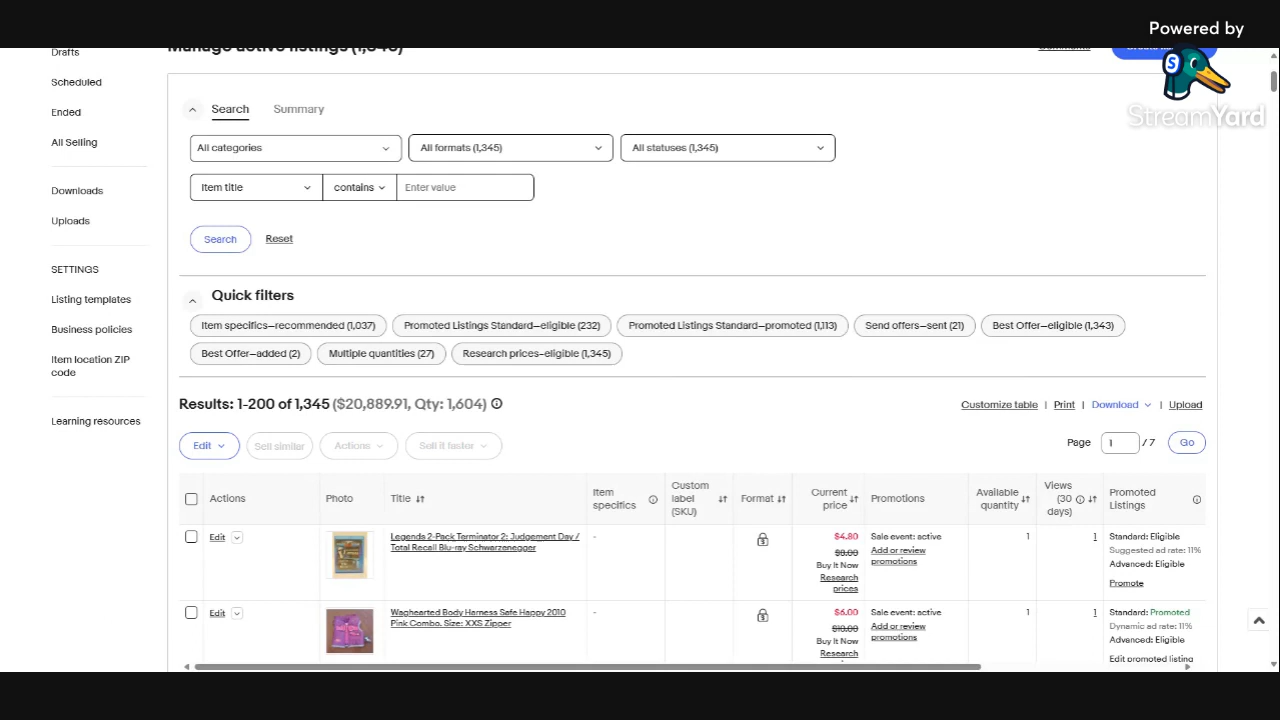 Powered by
StreamYard
Drafts
Scheduled
Ended
All Selling
Downloads
Uploads
SETTINGS
Listing templates
Business policies
Item location ZIP
code
Learning resources
Manage active listings (1,345)
Search Summary
All categories All formats (1,345) All statuses (1,345)
Item title contains Enter value
Search Reset
Quick filters
Item specifics—recommended (1,037) Promoted Listings Standard—eligible (232) Promoted Listings Standard—promoted (1,113) Send offers—sent (21) Best Offer—eligible (1,343)
Best Offer—added (2) Multiple quantities (27) Research prices—eligible (1,345)
Results: 1-200 of 1,345 ($20,889.91, Qty: 1,604)
Customize table | Print | Download | Upload
Edit Sell similar Actions Sell it faster
Page 1 / 7 Go
Actions Photo Title Item specifics Custom label (SKU) Format Current price Promotions Available quantity Views (30 days) Promoted Listings
Edit
Legends 2-Pack Terminator 2: Judgement Day /
Total Recall Blu-ray Schwarzenegger
-
$4.80
$8.00
Buy It Now
Research
prices
Sale event: active
Add or review
promotions
1
1
Standard: Eligible
Suggested ad rate: 11%
Advanced: Eligible
Promote
Edit
Waghearted Body Harness Safe Happy 2010
Pink Combo. Size: XXS Zipper
-
$6.00
$10.00
Buy It Now
Research
Sale event: active
Add or review
promotions
1
1
Standard: Promoted
Dynamic ad rate: 11%
Advanced: Eligible
Edit promoted listing